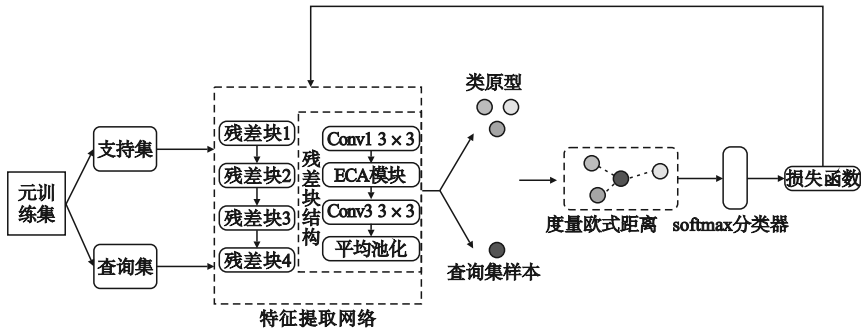 元训
练集
支持集
查询集
残差块1
残差块2
残差块3
残差块4
残差块结构
Conv1 3 × 3
ECA模块
Conv3 3 × 3
平均池化
特征提取网络
类原型
查询集样本
度量欧式距离
softmax分类器
损失函数